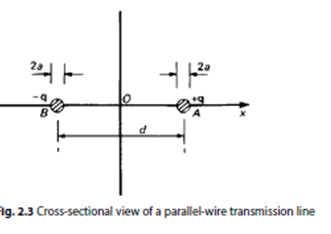 2a 2a
-q O +q
B A x
d
Fig. 2.3 Cross-sectional view of a parallel-wire transmission line